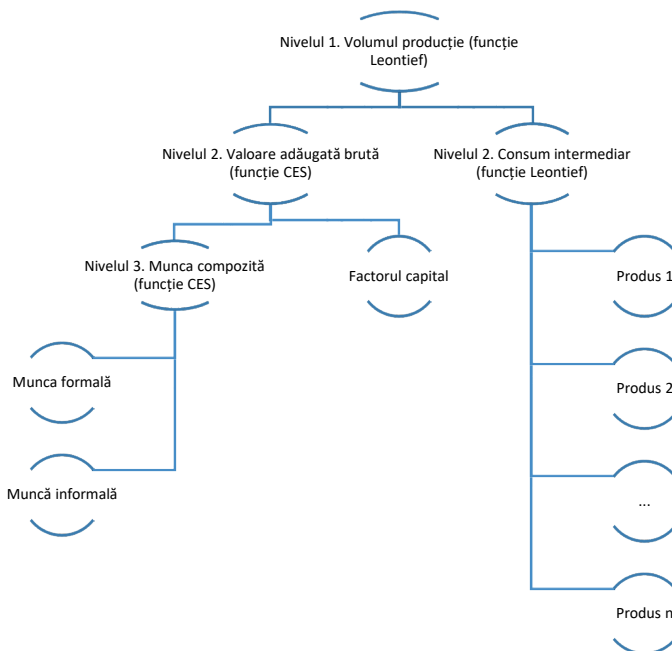 Nivelul 1. Volumul producție (funcție
Leontief)
Nivelul 2. Valoare adăugată brută
(funcție CES)
Nivelul 2. Consum intermediar
(funcție Leontief)
Nivelul 3. Munca compozită
(funcție CES)
Factorul capital
Produs 1
Munca formală
Produs 2
Muncă informală
...
Produs n